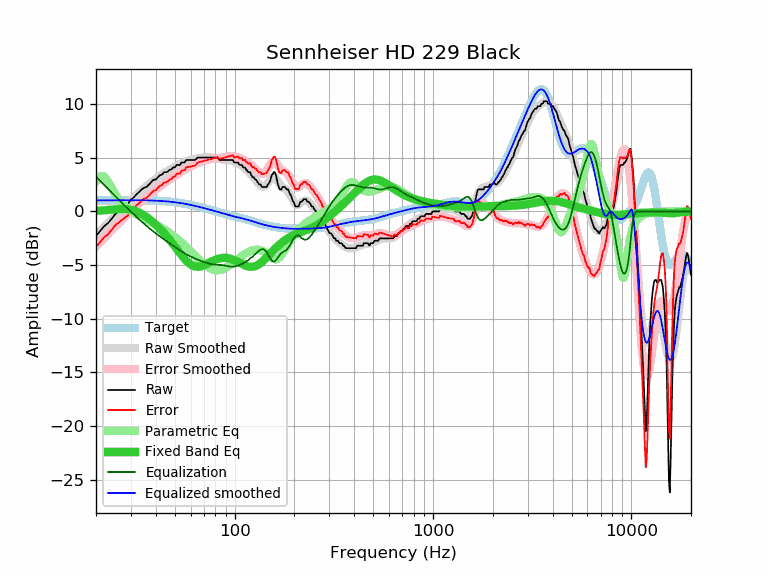 Sennheiser HD 229 Black
Amplitude (dBr)
10
5
0
−5
−10
−15
−20
−25
Target
Raw Smoothed
Error Smoothed
Raw
Error
Parametric Eq
Fixed Band Eq
Equalization
Equalized smoothed
100
1000
10000
Frequency (Hz)